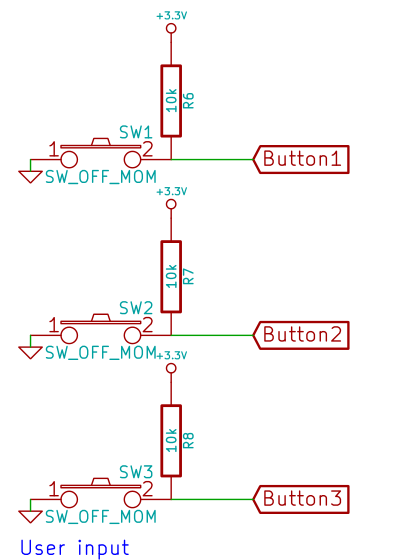 +3.3V
10k
R6
SW1
1 2
Button1
SW_OFF_MOM
+3.3V
10k
R7
SW2
1 2
Button2
SW_OFF_MOM
+3.3V
10k
R8
SW3
1 2
Button3
SW_OFF_MOM
User input